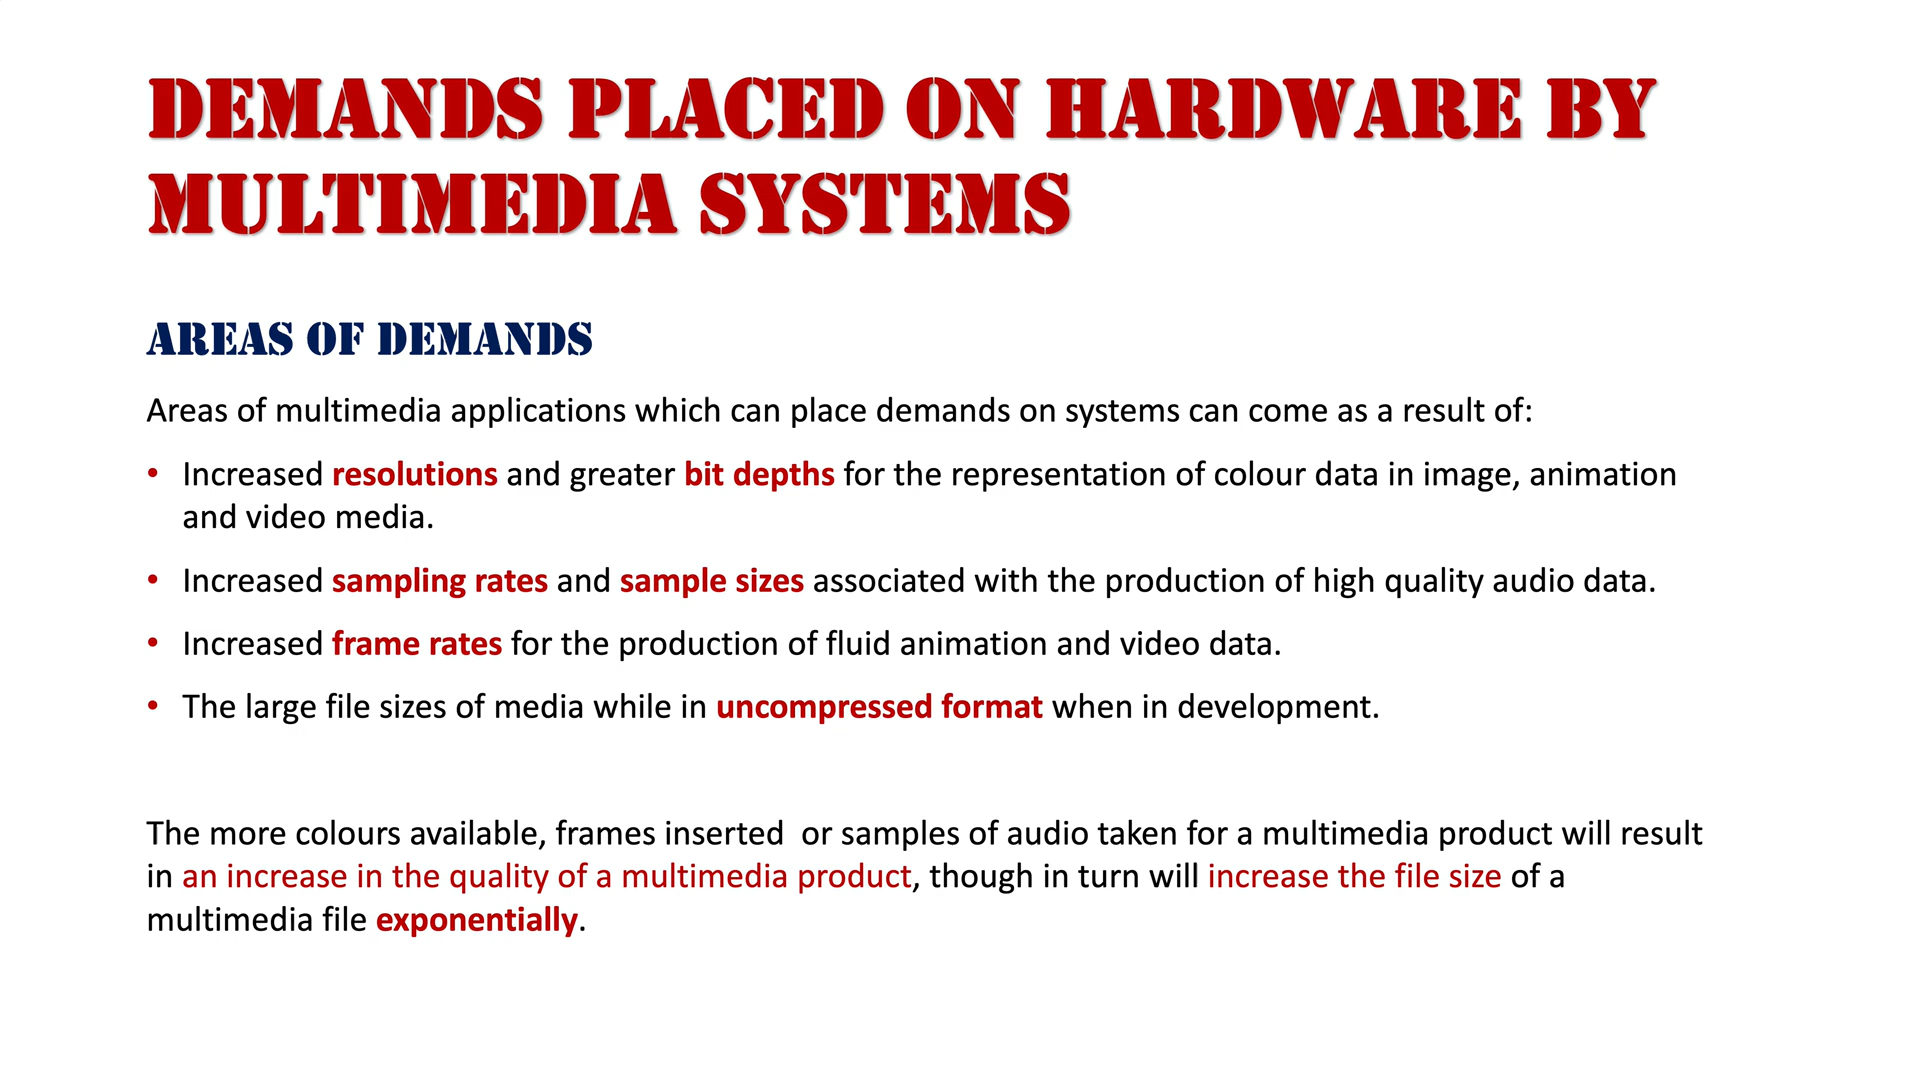 DEMANDS PLACED ON HARDWARE BY
MULTIMEDIA SYSTEMS
AREAS OF DEMANDS
Areas of multimedia applications which can place demands on systems can come as a result of:
• Increased resolutions and greater bit depths for the representation of colour data in image, animation
and video media.
• Increased sampling rates and sample sizes associated with the production of high quality audio data.
• Increased frame rates for the production of fluid animation and video data.
• The large file sizes of media while in uncompressed format when in development.
The more colours available, frames inserted  or samples of audio taken for a multimedia product will result
in an increase in the quality of a multimedia product, though in turn will increase the file size of a
multimedia file exponentially.